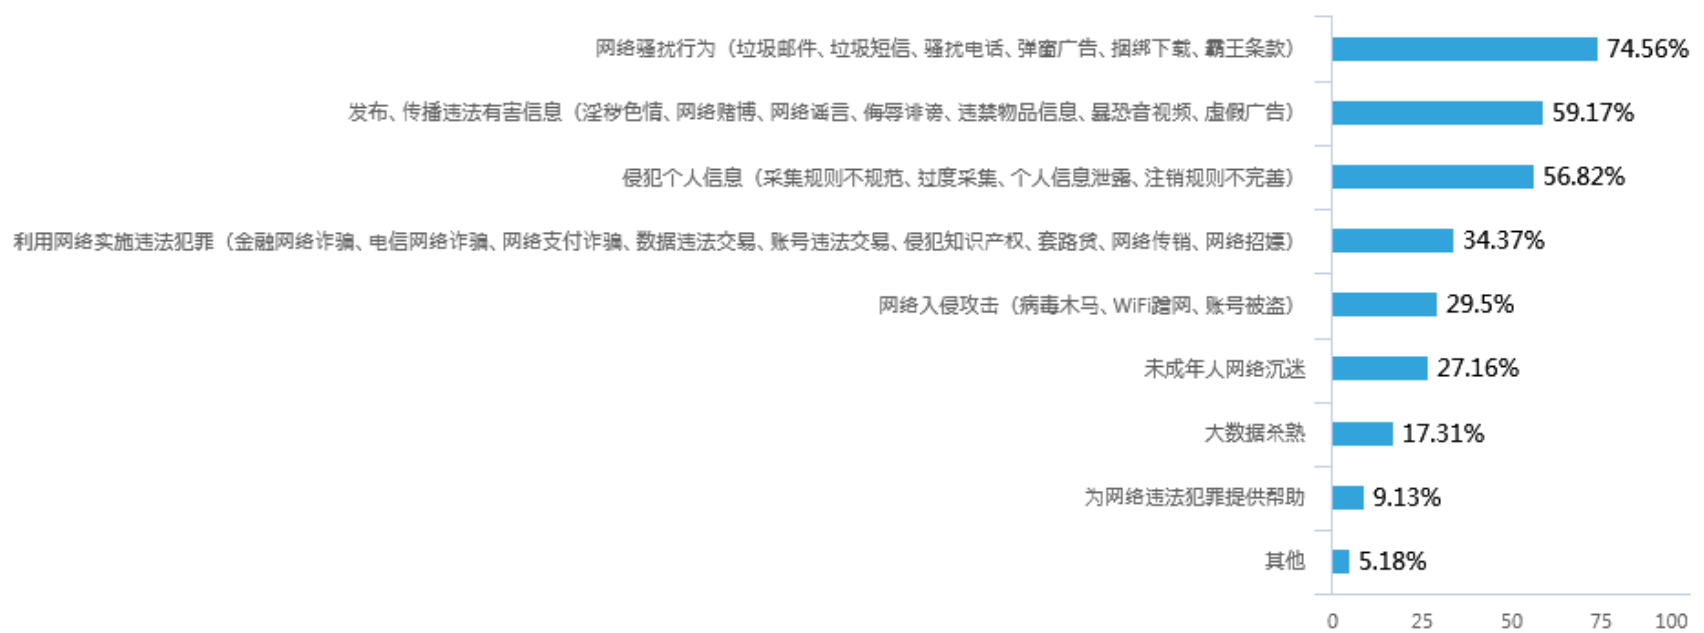 网络骚扰行为（垃圾邮件、垃圾短信、骚扰电话、弹窗广告、捆绑下载、霸王条款） 74.56%
发布、传播违法有害信息（淫秽色情、网络赌博、网络谣言、侮辱诽谤、违禁物品信息、暴恐音视频、虚假广告） 59.17%
侵犯个人信息（采集规则不规范、过度采集、个人信息泄露、注销规则不完善） 56.82%
利用网络实施违法犯罪（金融网络诈骗、电信网络诈骗、网络支付诈骗、数据违法交易、账号违法交易、侵犯知识产权、套路贷、网络传销、网络招嫖） 34.37%
网络入侵攻击（病毒木马、WiFi蹭网、账号被盗） 29.5%
未成年人网络沉迷 27.16%
大数据杀熟 17.31%
为网络违法犯罪提供帮助 9.13%
其他 5.18%
0 25 50 75 100